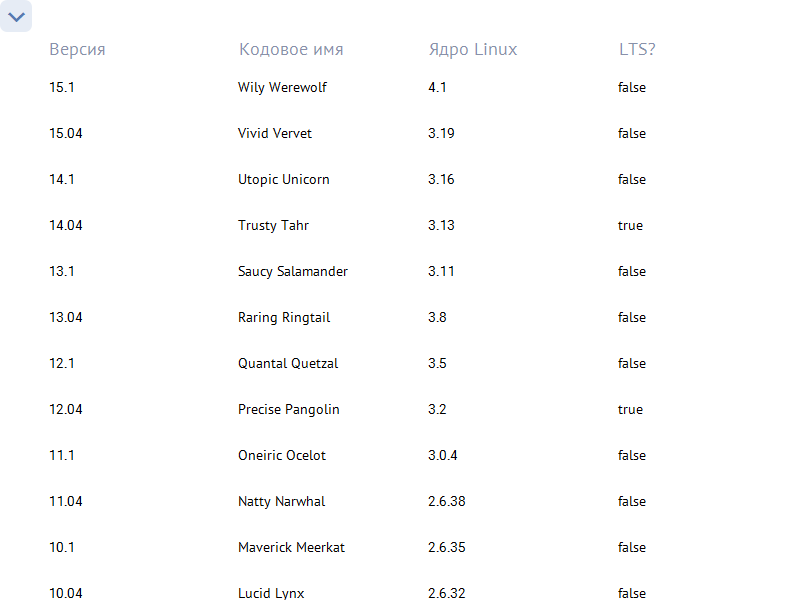 Версия Кодовое имя Ядро Linux LTS?
15.1 Wily Werewolf 4.1 false
15.04 Vivid Vervet 3.19 false
14.1 Utopic Unicorn 3.16 false
14.04 Trusty Tahr 3.13 true
13.1 Saucy Salamander 3.11 false
13.04 Raring Ringtail 3.8 false
12.1 Quantal Quetzal 3.5 false
12.04 Precise Pangolin 3.2 true
11.1 Oneiric Ocelot 3.0.4 false
11.04 Natty Narwhal 2.6.38 false
10.1 Maverick Meerkat 2.6.35 false
10.04 Lucid Lynx 2.6.32 false